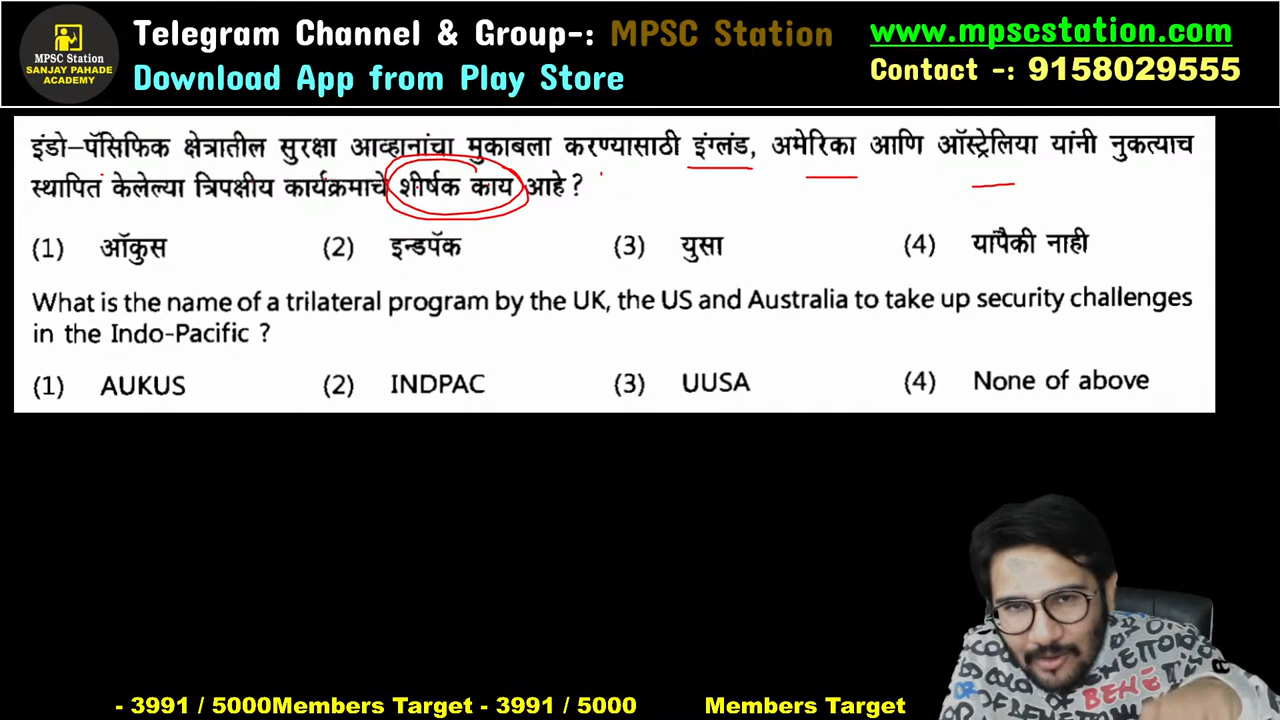 MPSC Station
SANJAY PAHADE
ACADEMY
Telegram Channel & Group-: MPSC Station
Download App from Play Store
www.mpscstation.com
Contact -: 9158029555
इंडो–पॅसिफिक क्षेत्रातील सुरक्षा आव्हानांचा मुकाबला करण्यासाठी इंग्लंड, अमेरिका आणि ऑस्ट्रेलिया यांनी नुकत्याच
स्थापित केलेल्या त्रिपक्षीय कार्यक्रमाचे शीर्षक काय आहे ?
(1) ऑकुस (2) इन्डपॅक (3) युसा (4) यांपैकी नाही
What is the name of a trilateral program by the UK, the US and Australia to take up security challenges
in the Indo-Pacific ?
(1) AUKUS (2) INDPAC (3) UUSA (4) None of above
- 3991 / 5000Members Target - 3991 / 5000 Members Target